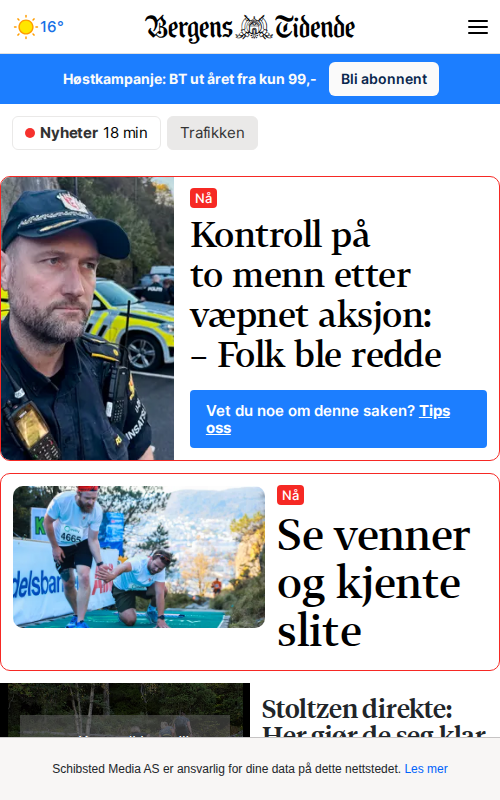 16°
Bergens Tidende
Høstkampanje: BT ut året fra kun 99,-
Bli abonnent
Nyheter 18 min
Trafikken
Nå
Kontroll på
to menn etter
væpnet aksjon:
– Folk ble redde
Vet du noe om denne saken? Tips
oss
Nå
Se venner
og kjente
slite
4665
Stoltzen direkte:
Her gjør de seg klar
Schibsted Media AS er ansvarlig for dine data på dette nettstedet. Les mer